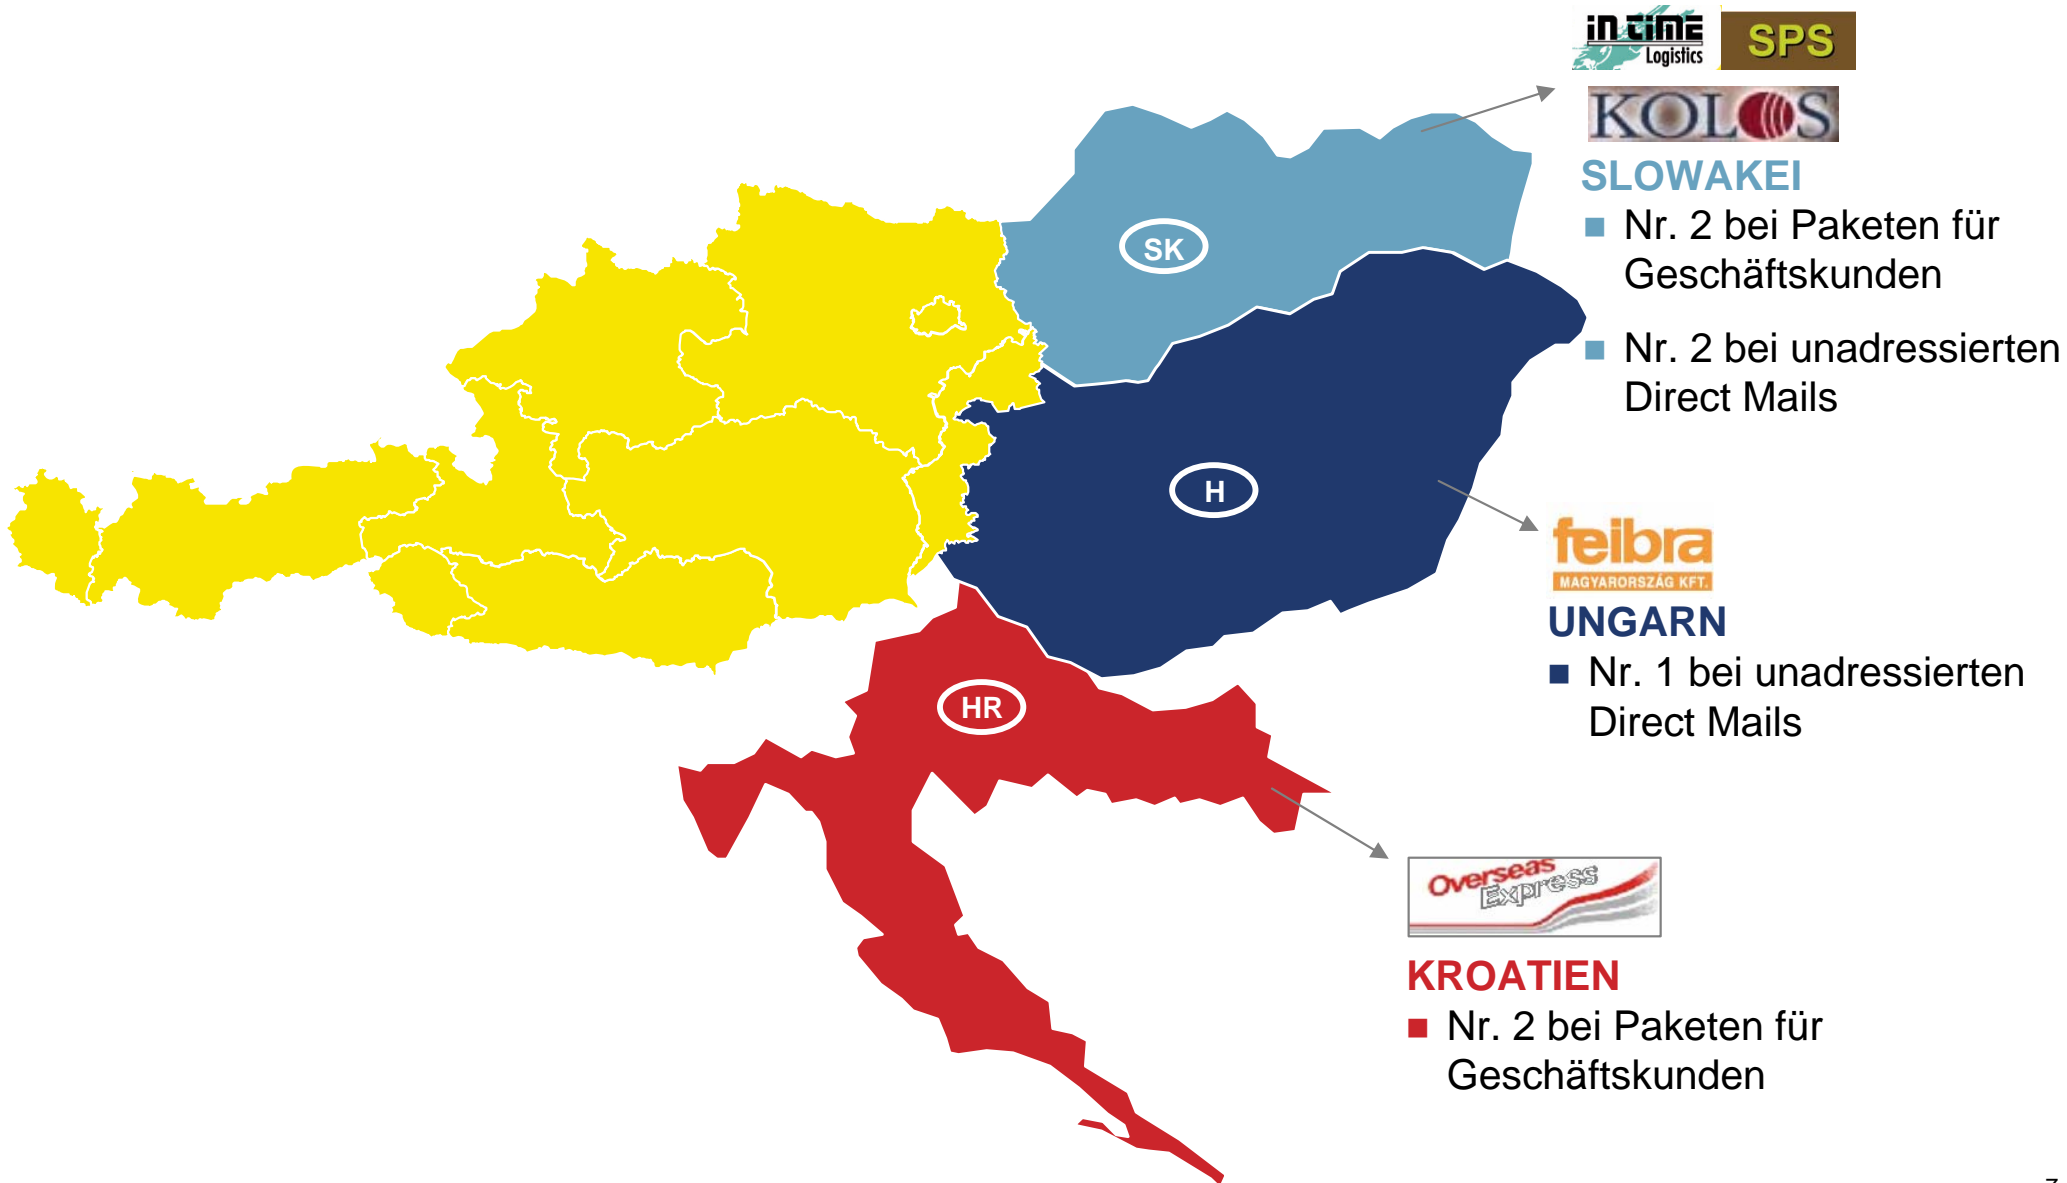 in time
Logistics
SPS
KOLOS
SLOWAKEI
Nr. 2 bei Paketen für
Geschäftskunden
Nr. 2 bei unadressierten
Direct Mails
SK
H
feibra
MAGYARORSZÁG KFT.
UNGARN
Nr. 1 bei unadressierten
Direct Mails
HR
Overseas
Express
KROATIEN
Nr. 2 bei Paketen für
Geschäftskunden
7